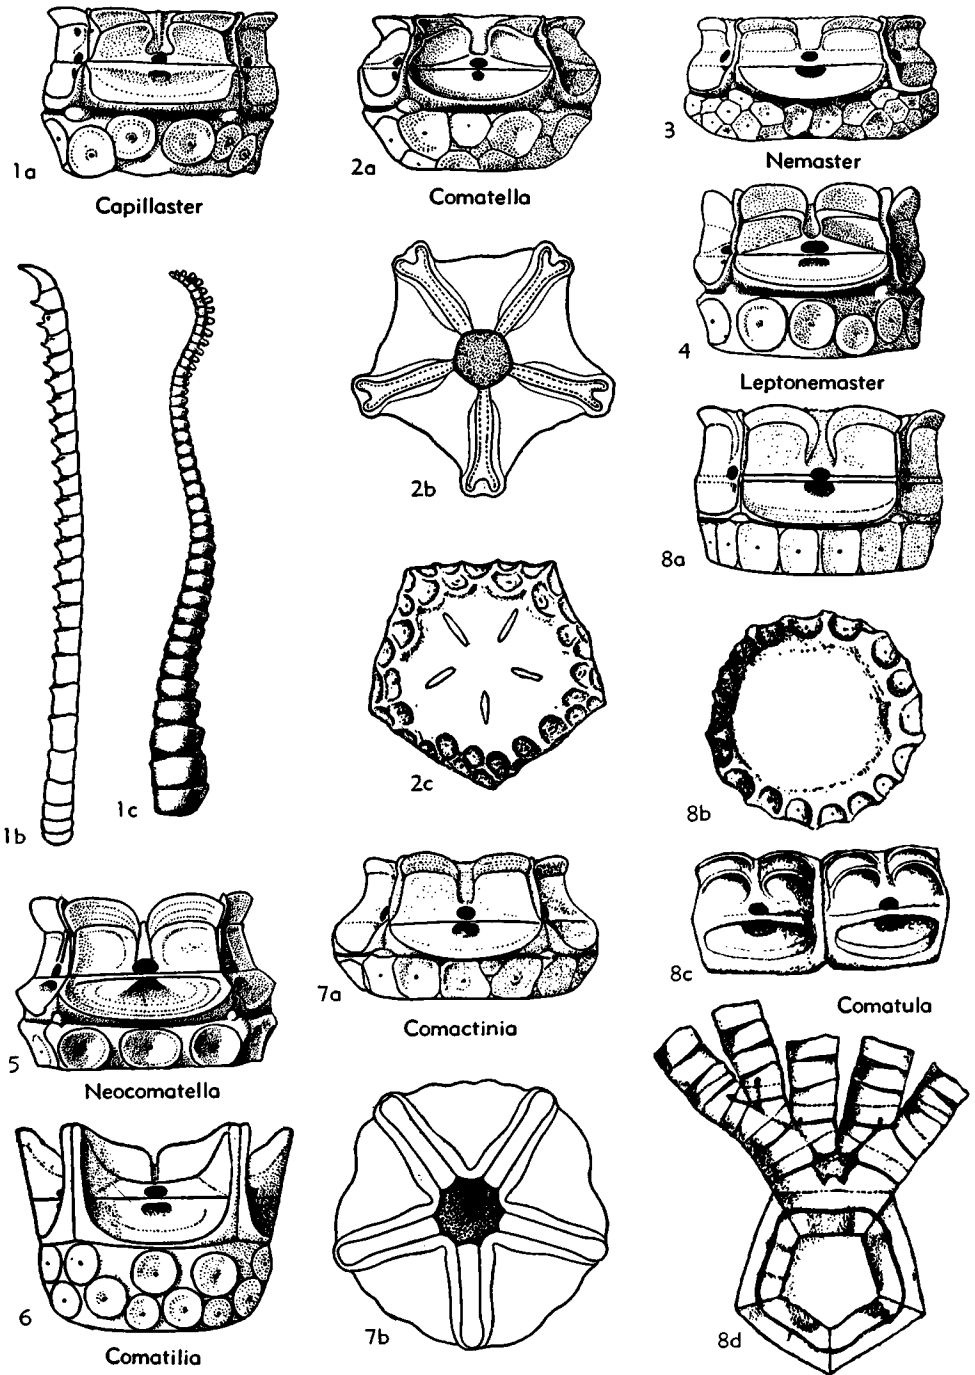 1a
Capillaster
2a
Comatella
3
Nemaster
4
Leptonemaster
1b
1c
2b
2c
8a
8b
8c
Comatula
8d
5
Neocomatella
6
Comatilia
7a
Comactinia
7b